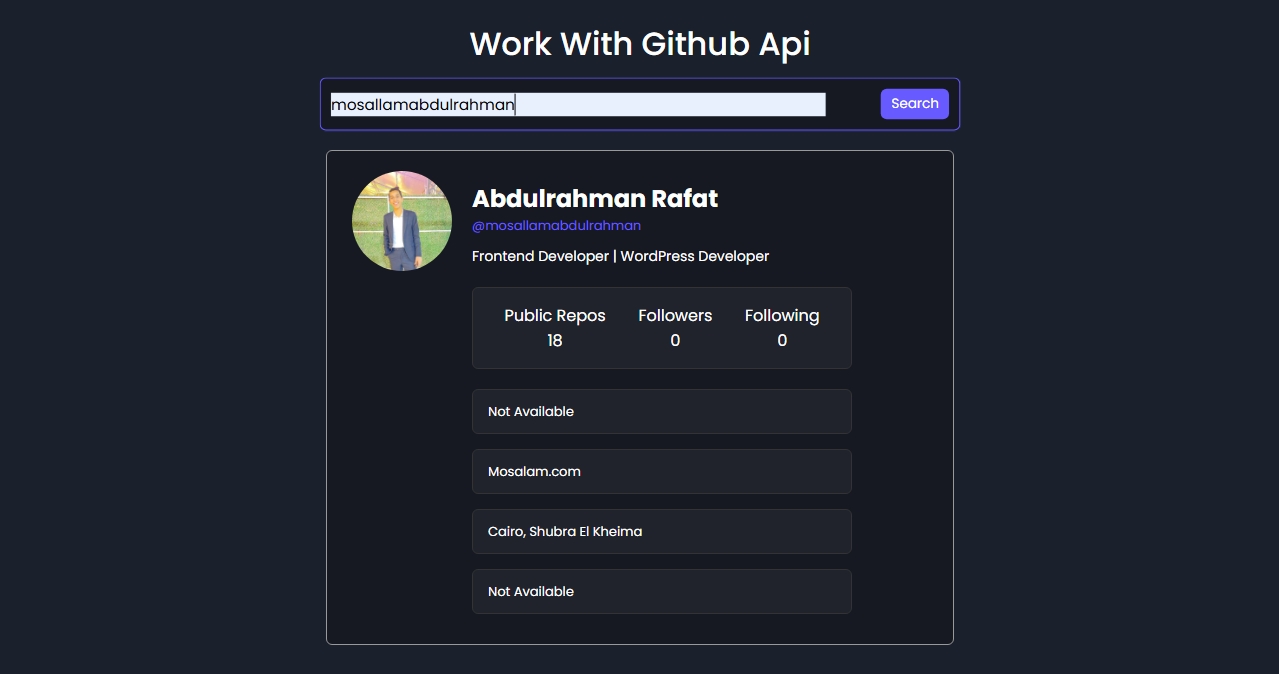 Work With Github Api
mosallamabdulrahman
Search
Abdulrahman Rafat
@mosallamabdulrahman
Frontend Developer | WordPress Developer
Public Repos Followers Following
18 0 0
Not Available
Mosalam.com
Cairo, Shubra El Kheima
Not Available